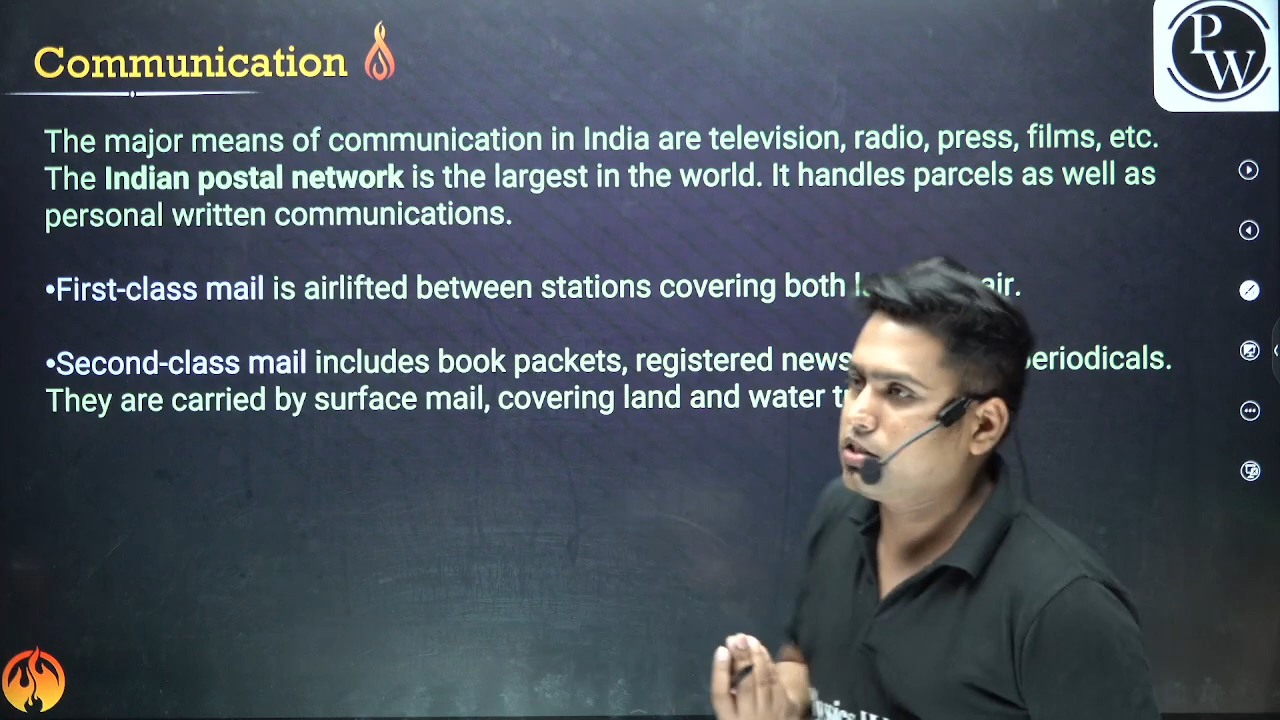 Communication
PW
The major means of communication in India are television, radio, press, films, etc.
The Indian postal network is the largest in the world. It handles parcels as well as
personal written communications.
•First-class mail is airlifted between stations covering both air.
•Second-class mail includes book packets, registered periodicals.
They are carried by surface mail, covering land and water